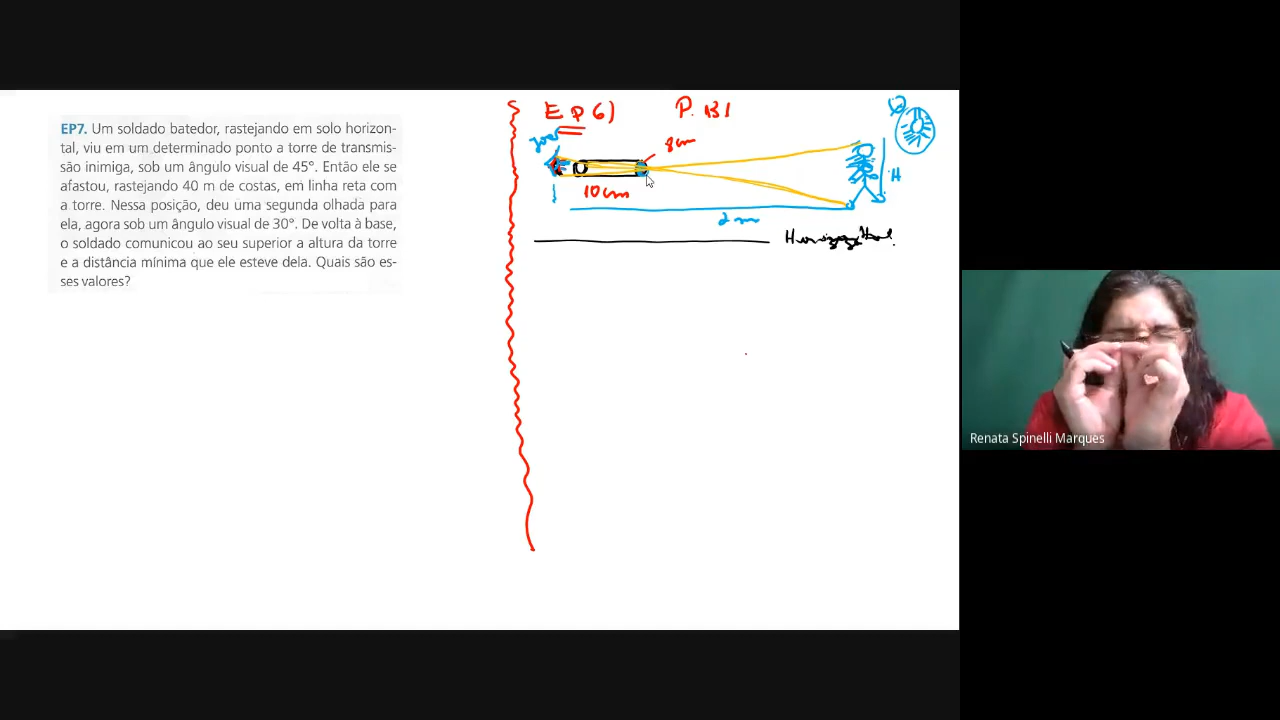 EP7. Um soldado batedor, rastejando em solo horizon-
tal, viu em um determinado ponto a torre de transmis-
são inimiga, sob um ângulo visual de 45°. Então ele se
afastou, rastejando 40 m de costas, em linha reta com
a torre. Nessa posição, deu uma segunda olhada para
ela, agora sob um ângulo visual de 30°. De volta à base,
o soldado comunicou ao seu superior a altura da torre
e a distância mínima que ele esteve dela. Quais são es-
ses valores?
EP6) P. 131
8cm
H
10cm
2m
Horizontal.
Renata Spinelli Marques